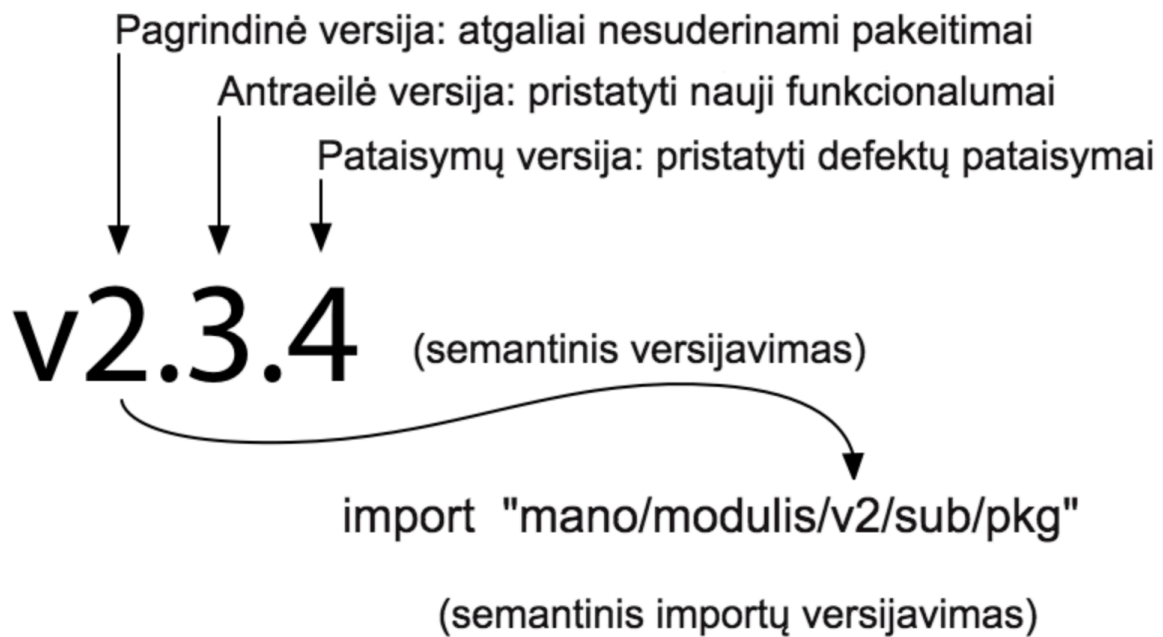 Pagrindinė versija: atgaliai nesuderinami pakeitimai
Antraeilė versija: pristatyti nauji funkcionalumai
Pataisymų versija: pristatyti defektų pataisymai
v2.3.4 (semantinis versijavimas)
import "mano/modulis/v2/sub/pkg"
(semantinis importų versijavimas)